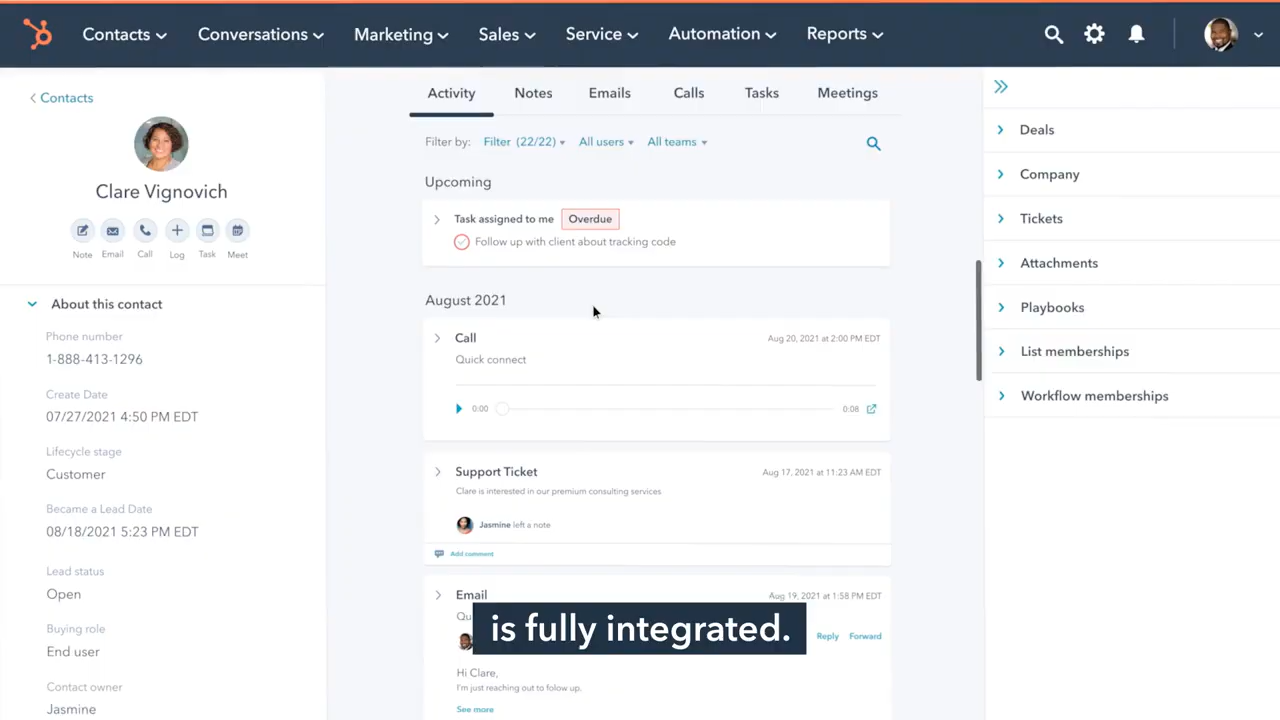 Contacts
Conversations
Marketing
Sales
Service
Automation
Reports
Contacts
Clare Vignovich
Note
Email
Call
Log
Task
Meet
About this contact
Phone number
1-888-413-1296
Create Date
07/27/2021 4:50 PM EDT
Lifecycle stage
Customer
Became a Lead Date
08/18/2021 5:23 PM EDT
Lead status
Open
Buying role
End user
Contact owner
Jasmine
Activity
Notes
Emails
Calls
Tasks
Meetings
Filter by: Filter (22/22) All users All teams
Upcoming
Task assigned to me Overdue
Follow up with client about tracking code
August 2021
Call Aug 20, 2021 at 2:00 PM EDT
Quick connect
0:00 0:08
Support Ticket Aug 17, 2021 at 11:23 AM EDT
Clare is interested in our premium consulting services
Jasmine left a note
Add comment
Email Aug 19, 2021 at 1:58 PM EDT
Reply Forward
Hi Clare,
I'm just reaching out to folow up.
See more
is fully integrated.
Deals
Company
Tickets
Attachments
Playbooks
List memberships
Workflow memberships